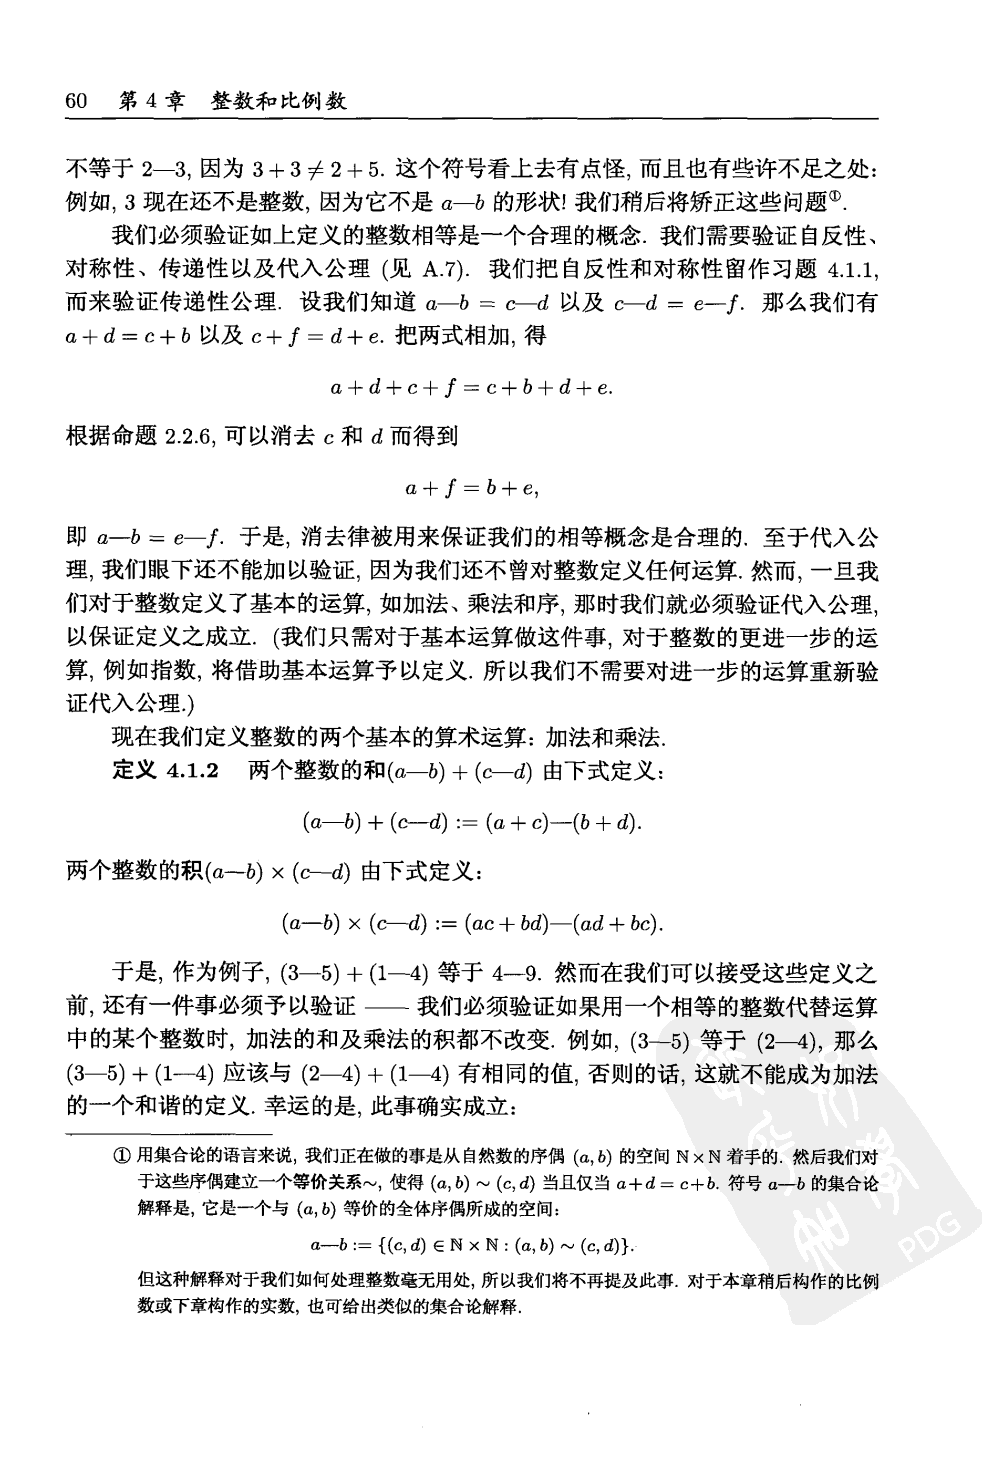 60 第 4 章 整数和比例数
不等于 2—3, 因为 3 + 3 ≠ 2 + 5. 这个符号看上去有点怪, 而且也有些许不足之处:
例如, 3 现在还不是整数, 因为它不是 a—b 的形状! 我们稍后将矫正这些问题①.
我们必须验证如上定义的整数相等是一个合理的概念. 我们需要验证自反性、
对称性、传递性以及代入公理 (见 A.7). 我们把自反性和对称性留作习题 4.1.1,
而来验证传递性公理. 设我们知道 a—b = c—d 以及 c—d = e—f. 那么我们有
a + d = c + b 以及 c + f = d + e. 把两式相加, 得
a + d + c + f = c + b + d + e.
根据命题 2.2.6, 可以消去 c 和 d 而得到
a + f = b + e,
即 a—b = e—f. 于是, 消去律被用来保证我们的相等概念是合理的. 至于代入公
理, 我们眼下还不能加以验证, 因为我们还不曾对整数定义任何运算. 然而, 一旦我
们对于整数定义了基本的运算, 如加法、乘法和序, 那时我们就必须验证代入公理,
以保证定义之成立. (我们只需对于基本运算做这件事, 对于整数的更进一步的运
算, 例如指数, 将借助基本运算予以定义. 所以我们不需要对进一步的运算重新验
证代入公理.)
现在我们定义整数的两个基本的算术运算: 加法和乘法.
定义 4.1.2 两个整数的和(a—b) + (c—d) 由下式定义:
(a—b) + (c—d) := (a + c)—(b + d).
两个整数的积(a—b) × (c—d) 由下式定义:
(a—b) × (c—d) := (ac + bd)—(ad + bc).
于是, 作为例子, (3—5) + (1—4) 等于 4—9. 然而在我们可以接受这些定义之
前, 还有一件事必须予以验证 —— 我们必须验证如果用一个相等的整数代替运算
中的某个整数时, 加法的和及乘法的积都不改变. 例如, (3—5) 等于 (2—4), 那么
(3—5) + (1—4) 应该与 (2—4) + (1—4) 有相同的值, 否则的话, 这就不能成为加法
的一个和谐的定义. 幸运的是, 此事确实成立:
① 用集合论的语言来说, 我们正在做的事是从自然数的序偶 (a, b) 的空间 ℕ×ℕ 着手的. 然后我们对
于这些序偶建立一个等价关系∼, 使得 (a, b) ∼ (c, d) 当且仅当 a+d = c+b. 符号 a—b 的集合论
解释是, 它是一个与 (a, b) 等价的全体序偶所成的空间:
a—b := {(c, d) ∈ ℕ × ℕ : (a, b) ∼ (c, d)}.
但这种解释对于我们如何处理整数毫无用处, 所以我们将不再提及此事. 对于本章稍后构作的比例
数或下章构作的实数, 也可给出类似的集合论解释.
PDG